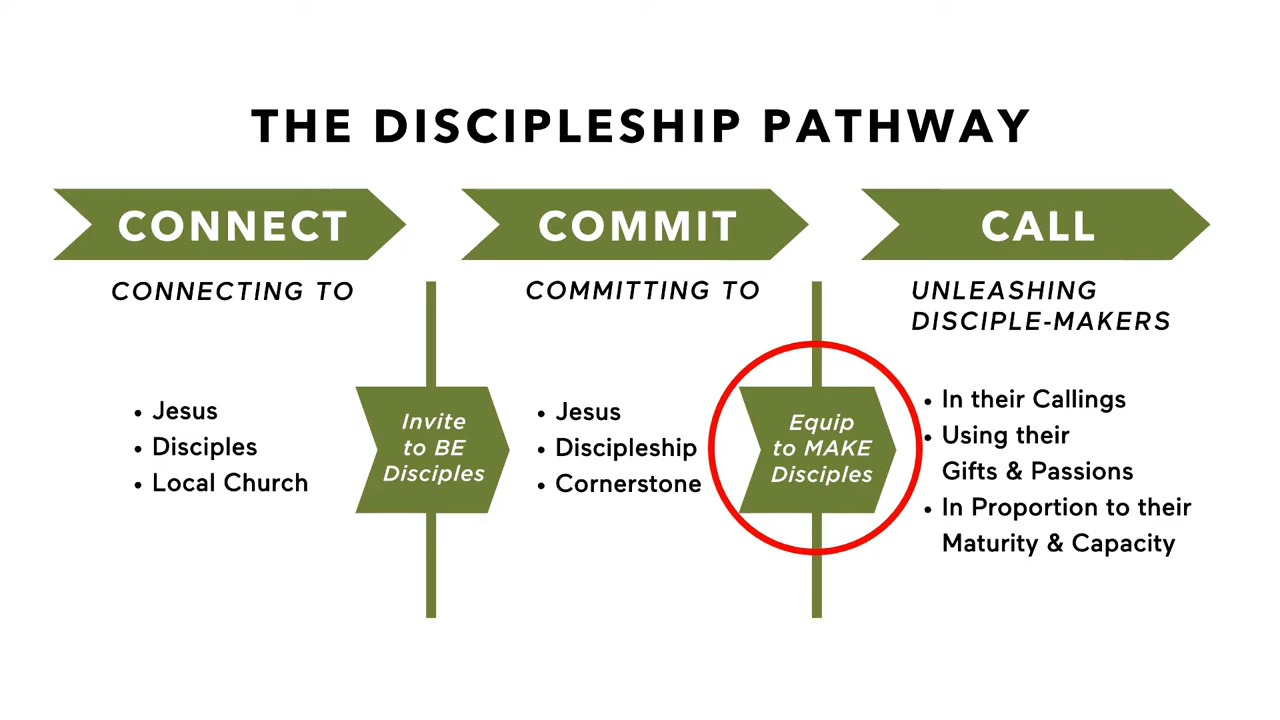 THE DISCIPLESHIP PATHWAY
CONNECT
CONNECTING TO
• Jesus
• Disciples
• Local Church
Invite
to BE
Disciples
COMMIT
COMMITTING TO
• Jesus
• Discipleship
• Cornerstone
Equip
to MAKE
Disciples
CALL
UNLEASHING
DISCIPLE-MAKERS
• In their Callings
• Using their
Gifts & Passions
• In Proportion to their
Maturity & Capacity